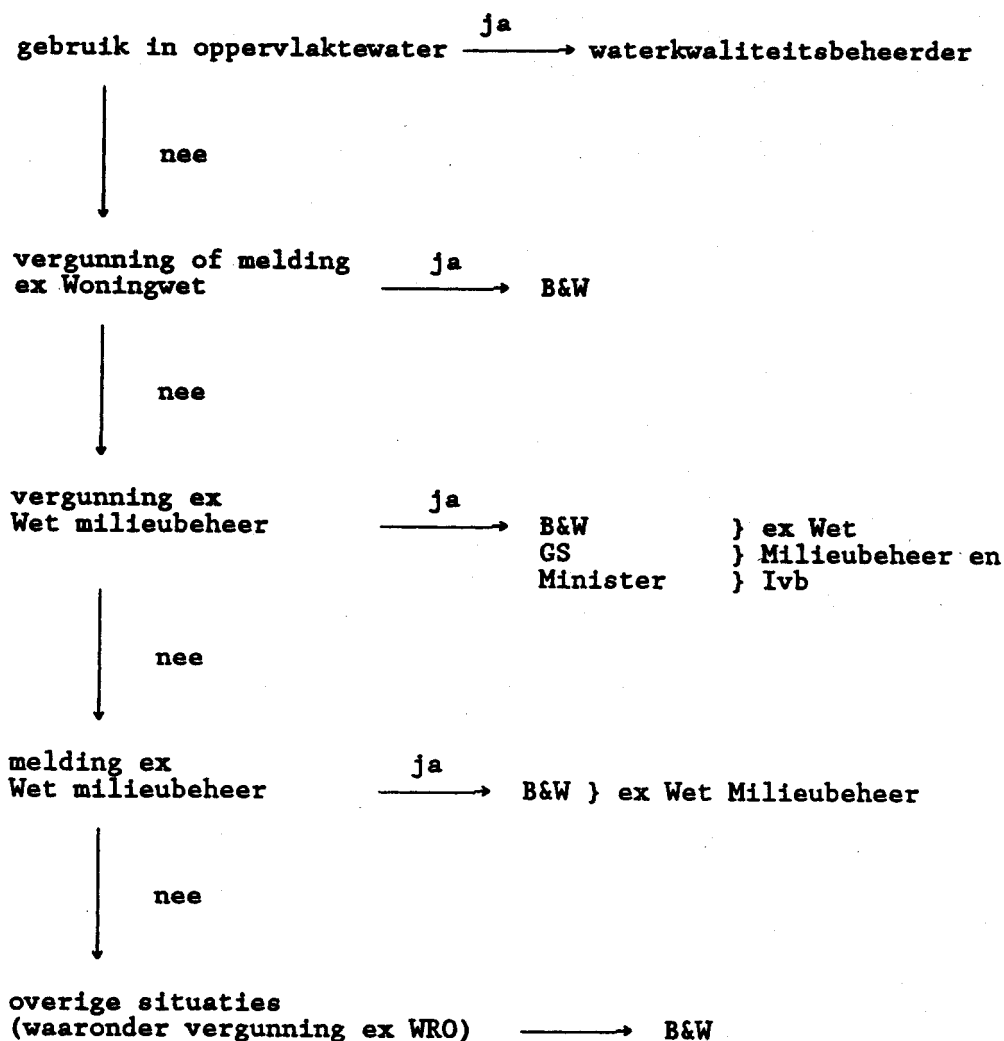 ja
gebruik in oppervlaktewater waterkwaliteitsbeheerder
nee
vergunning of melding ja
ex Woningwet B&W
nee
vergunning ex ja
Wet milieubeheer B&W } ex Wet
GS } Milieubeheer en
Minister } Ivb
nee
melding ex ja
Wet milieubeheer B&W } ex Wet Milieubeheer
nee
overige situaties
(waaronder vergunning ex WRO) B&W